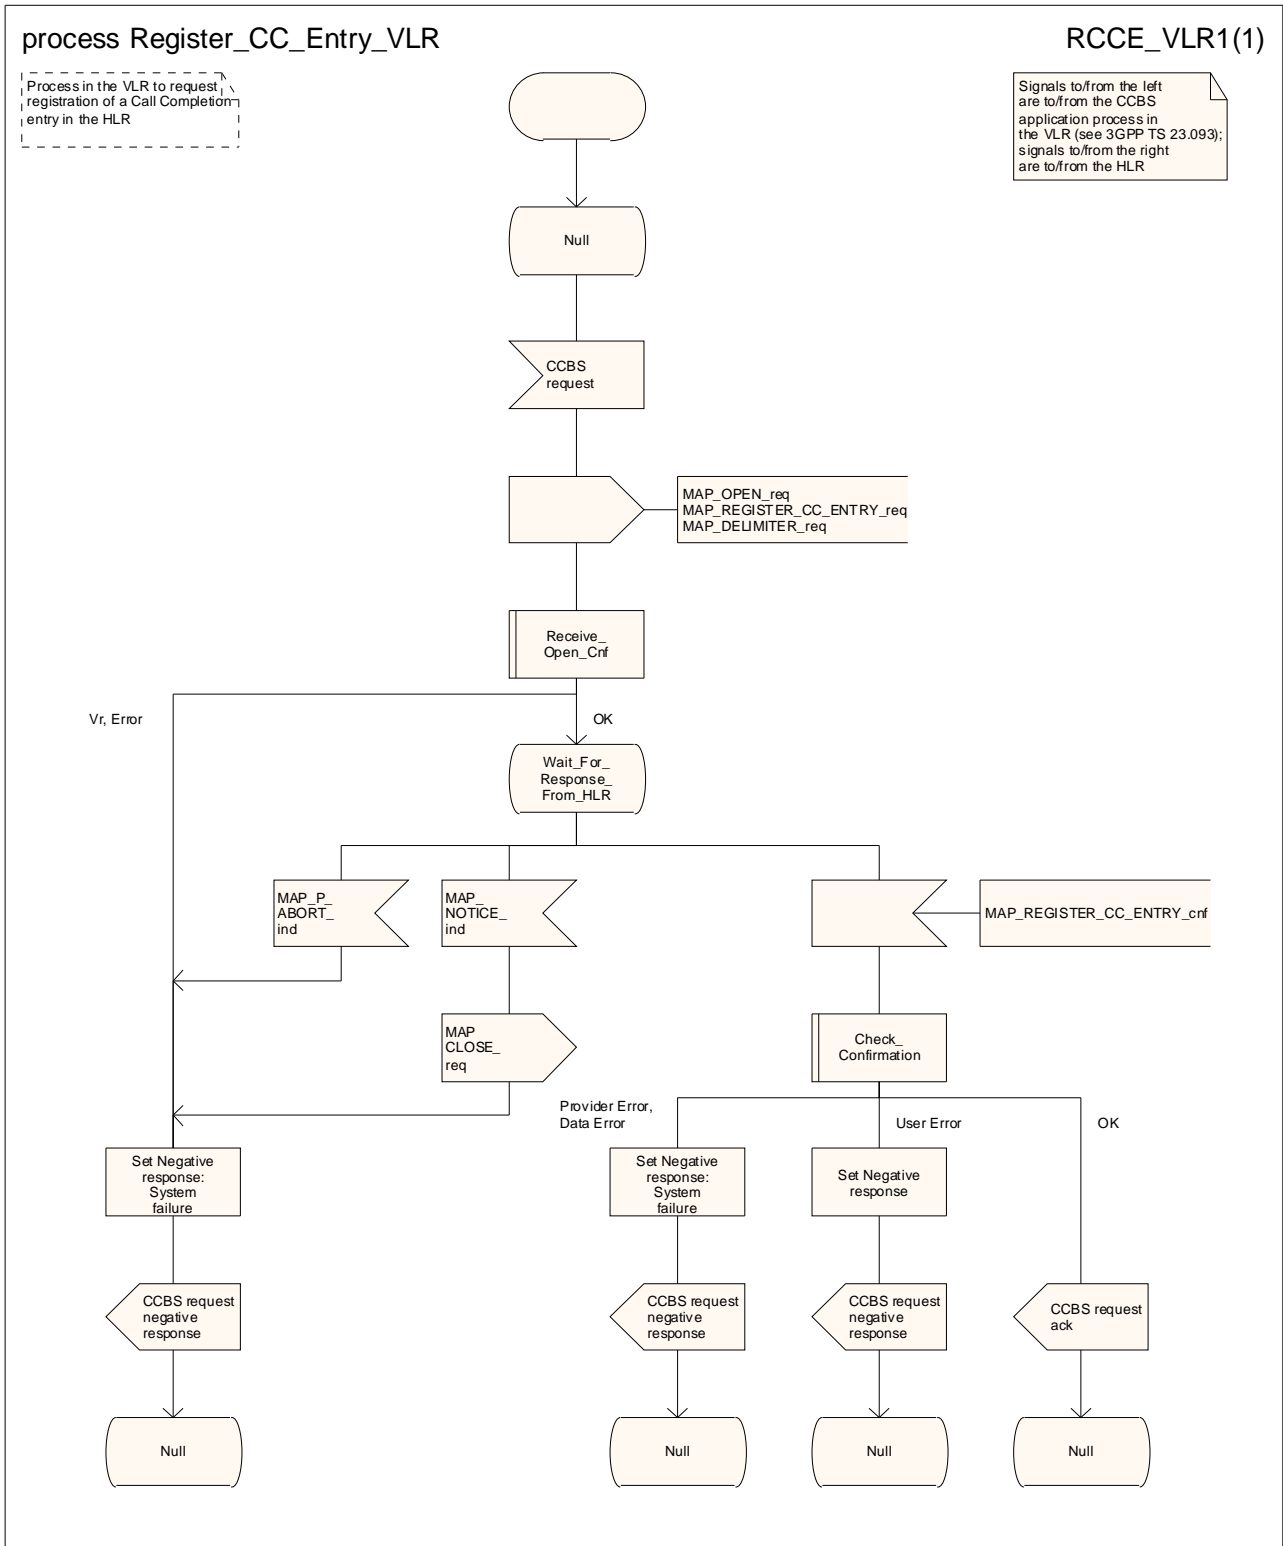 process Register_CC_Entry_VLR
RCCE_VLR1(1)
Process in the VLR to request
registration of a Call Completion
entry in the HLR
Signals to/from the left
are to/from the CCBS
application process in
the VLR (see 3GPP TS 23.093);
signals to/from the right
are to/from the HLR
Null
CCBS
request
MAP_OPEN_req
MAP_REGISTER_CC_ENTRY_req
MAP_DELIMITER_req
Receive_
Open_Cnf
Vr, Error
OK
Wait_For_
Response_
From_HLR
MAP_P_
ABORT_
ind
MAP_
NOTICE_
ind
MAP_REGISTER_CC_ENTRY_cnf
MAP
CLOSE_
req
Check_
Confirmation
Provider Error,
Data Error
User Error
OK
Set Negative
response:
System
failure
Set Negative
response:
System
failure
Set Negative
response
CCBS request
negative
response
CCBS request
negative
response
CCBS request
negative
response
CCBS request
ack
Null
Null
Null
Null